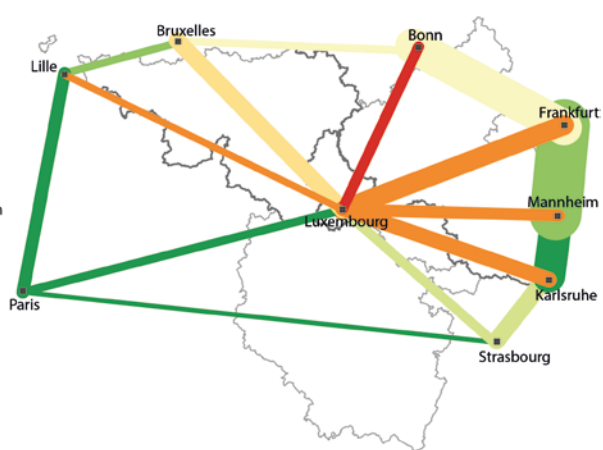 Bruxelles
Bonn
Lille
Frankfurt
Mannheim
Luxembourg
Karlsruhe
Paris
Strasbourg